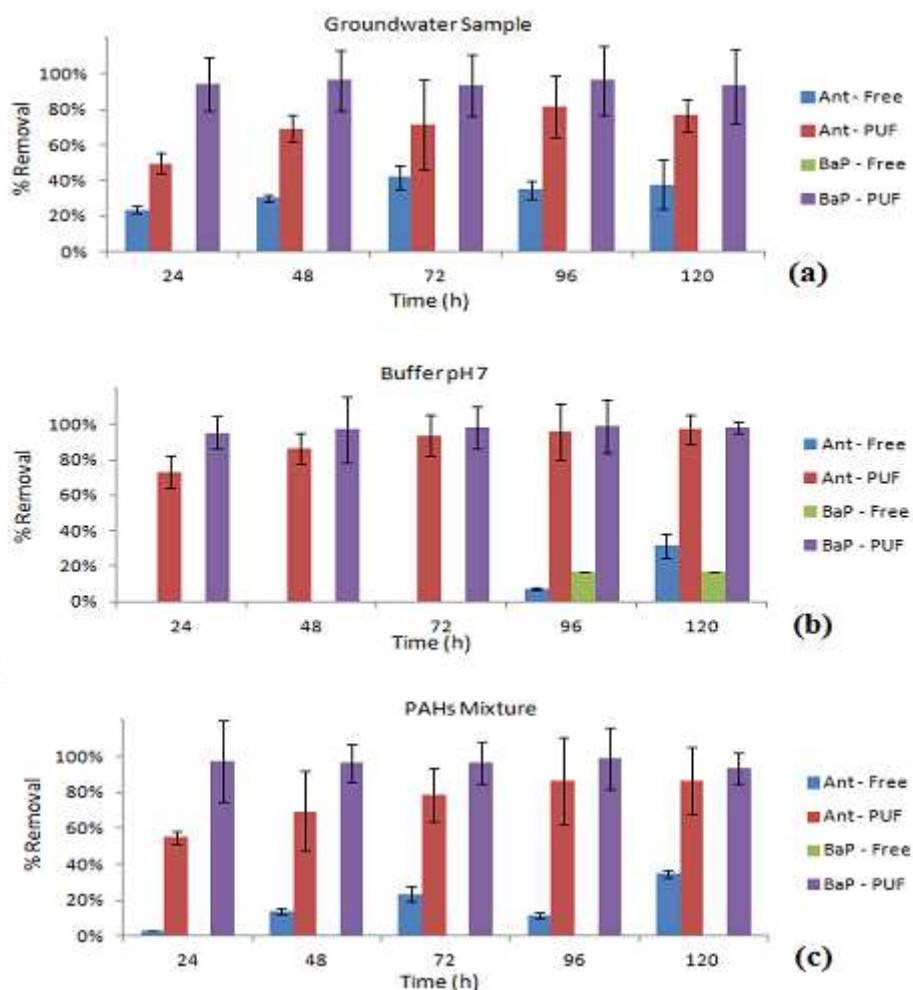 Groundwater Sample
% Removal
100%
80%
60%
40%
20%
0%
24 48 72 96 120
Time (h)
Ant - Free
Ant - PUF
BaP - Free
BaP - PUF
(a)
Buffer pH 7
% Removal
100%
80%
60%
40%
20%
0%
24 48 72 96 120
Time (h)
Ant - Free
Ant - PUF
BaP - Free
BaP - PUF
(b)
PAHs Mixture
% Removal
100%
80%
60%
40%
20%
0%
24 48 72 96 120
Time (h)
Ant - Free
Ant - PUF
BaP - Free
BaP - PUF
(c)